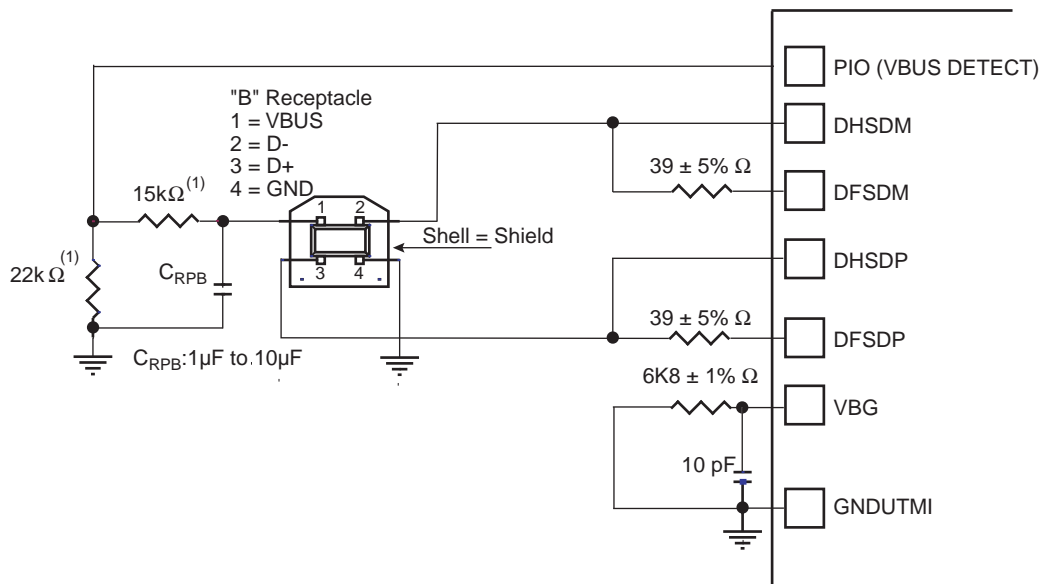 PIO (VBUS DETECT)
"B" Receptacle
1 = VBUS
2 = D-
3 = D+
4 = GND
DHSDM
39 ± 5% Ω
DFSDM
15kΩ(1)
1 2
3 4
Shell = Shield
DHSDP
22k Ω(1)
CRPB
39 ± 5% Ω
DFSDP
CRPB:1µF to 10µF
6K8 ± 1% Ω
VBG
10 pF
GNDUTMI